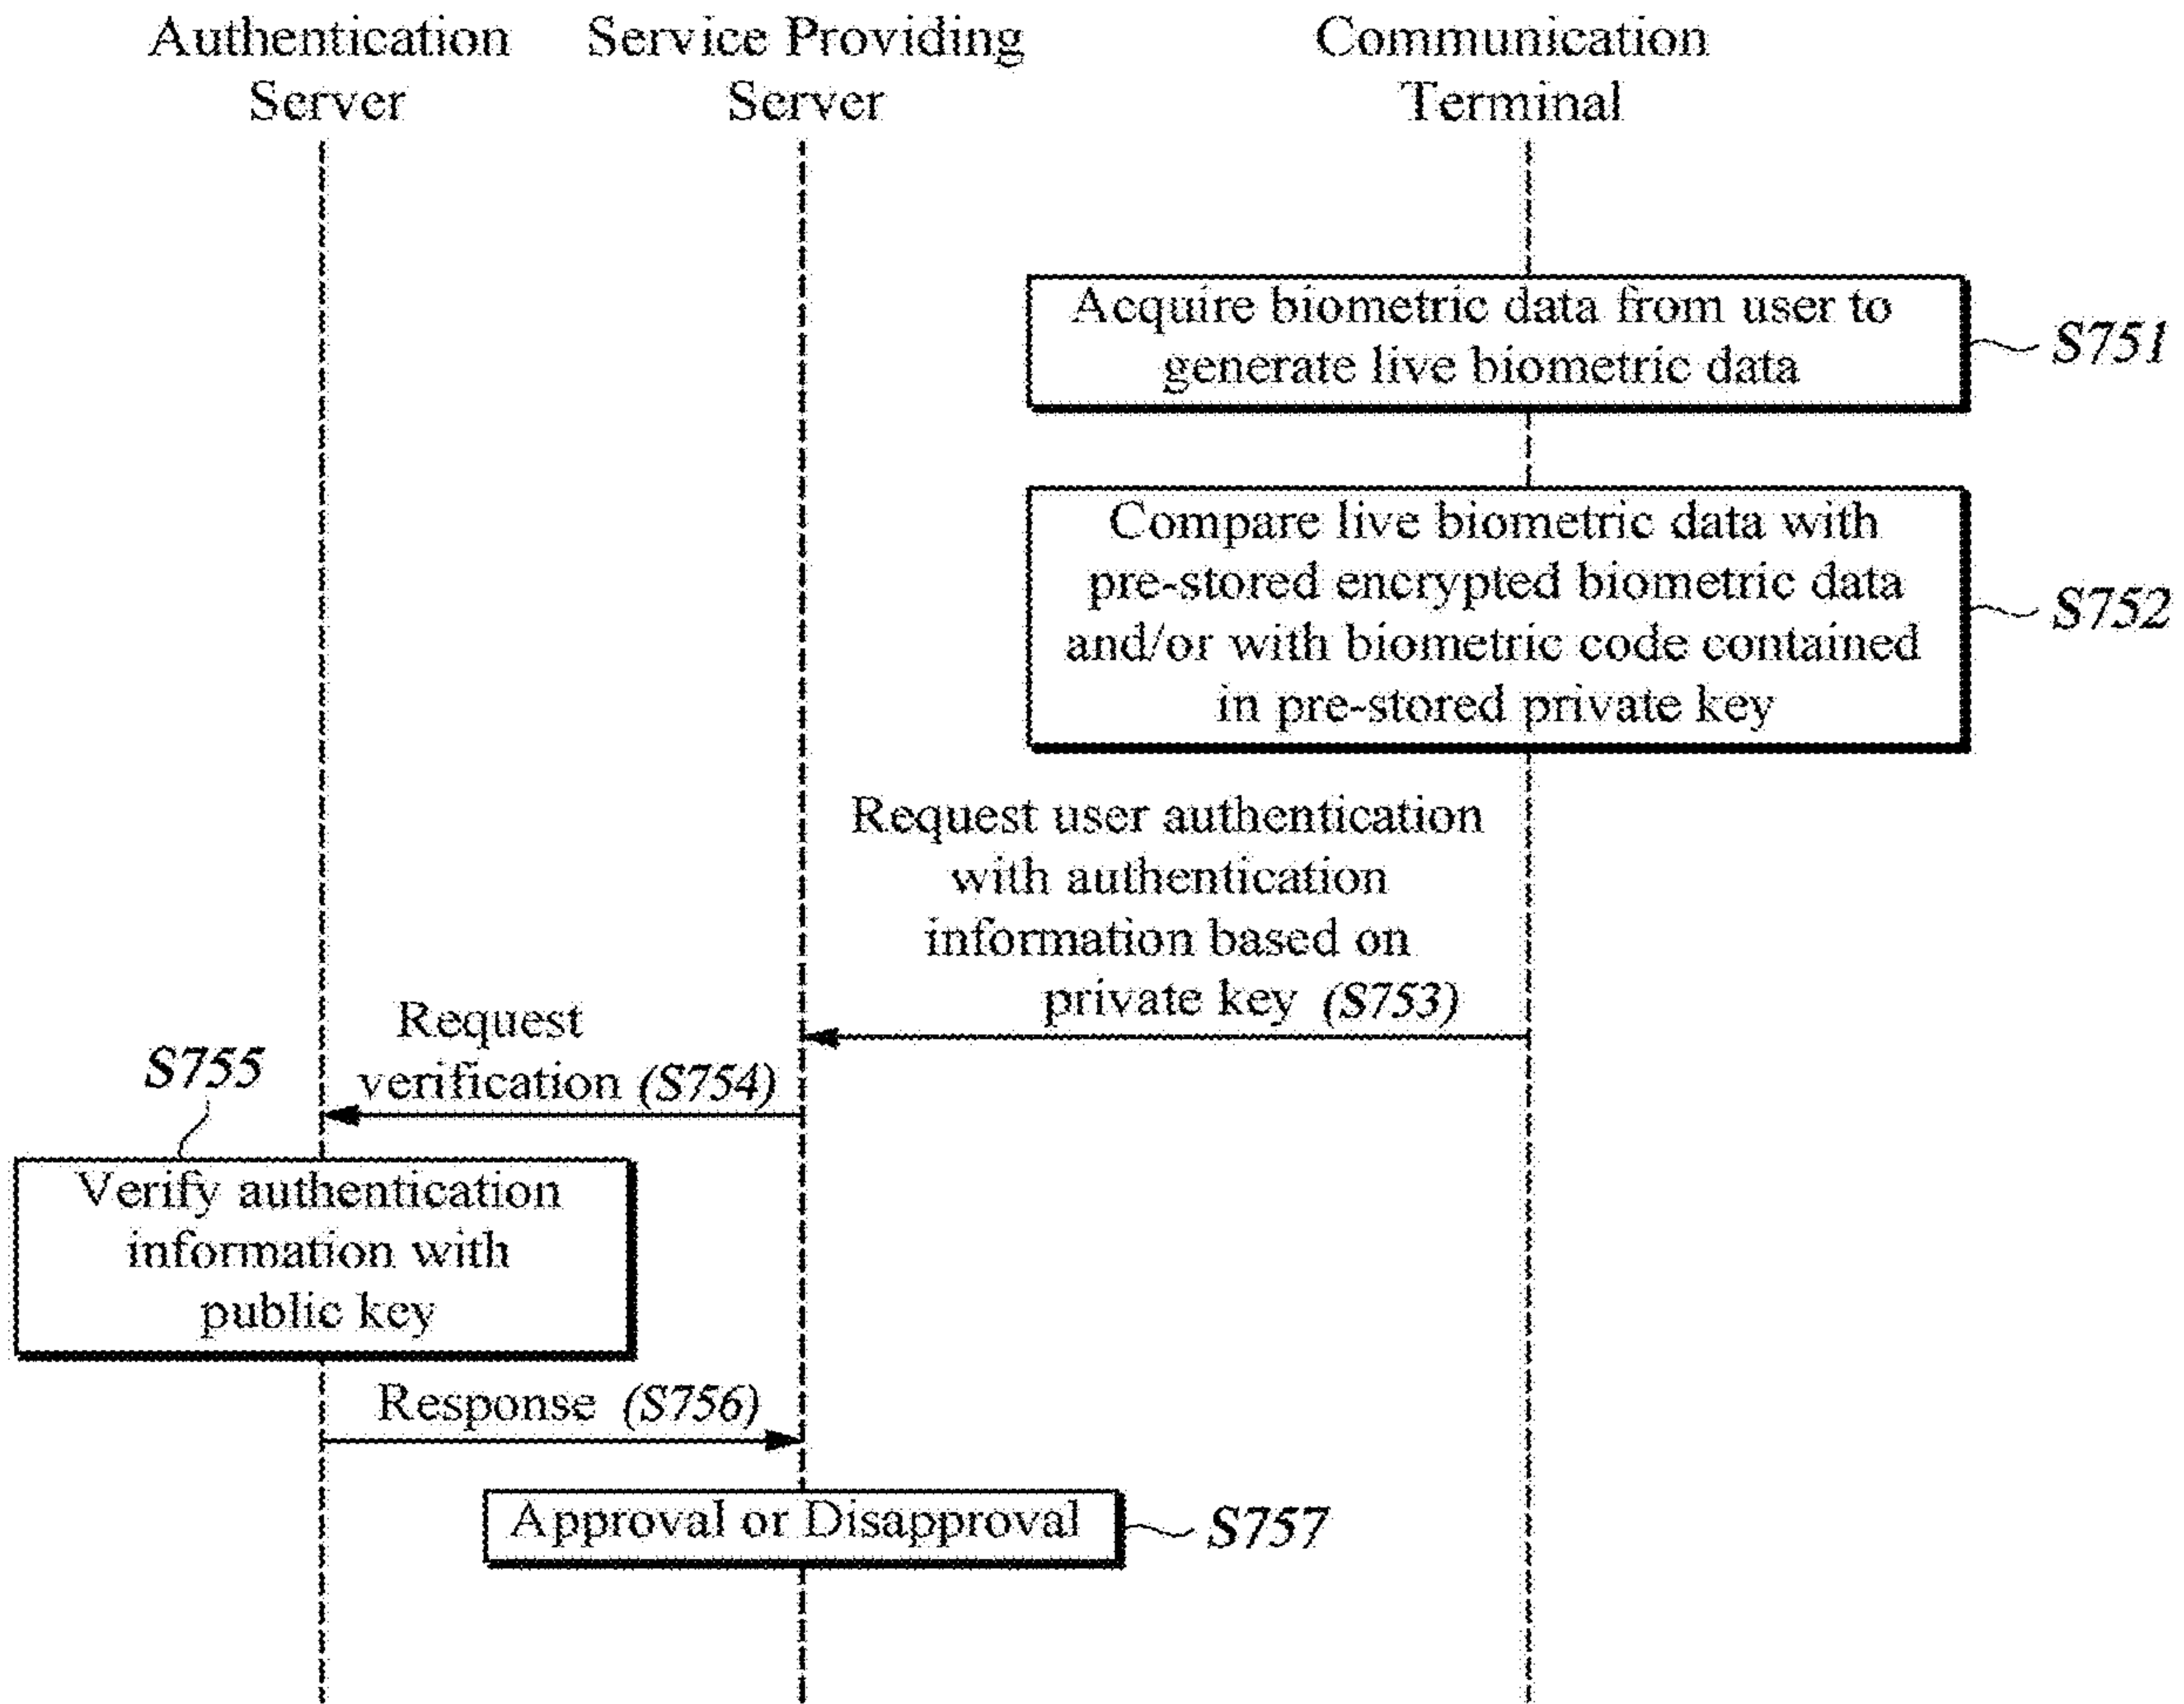 Authentication
Server
Service Providing
Server
Communication
Terminal
Acquire biometric data from user to
generate live biometric data
S751
Compare live biometric data with
pre-stored encrypted biometric data
and/or with biometric code contained
in pre-stored private key
S752
Request user authentication
with authentication
information based on
private key (S753)
Request
verification (S754)
S755
Verify authentication
information with
public key
Response (S756)
Approval or Disapproval
S757